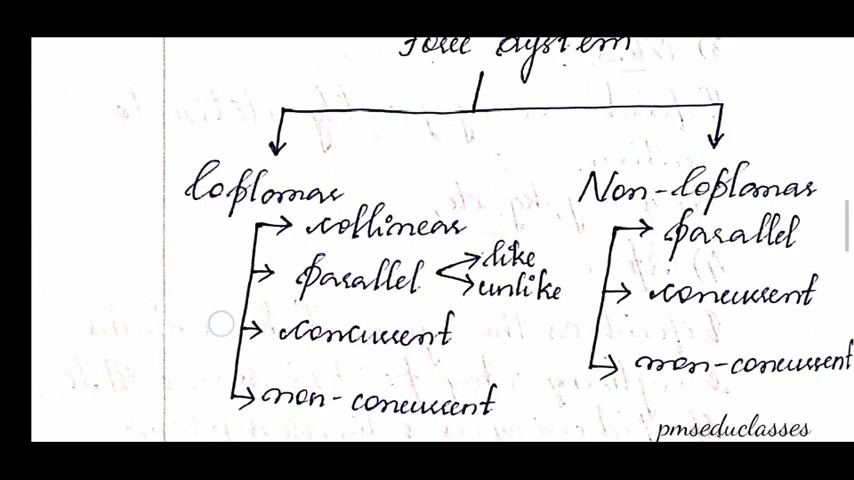 Force System
Coplanar
Non-Coplanar
collinear
parallel
like
unlike
concurrent
non-concurrent
parallel
concurrent
non-concurrent
pmseduclasses